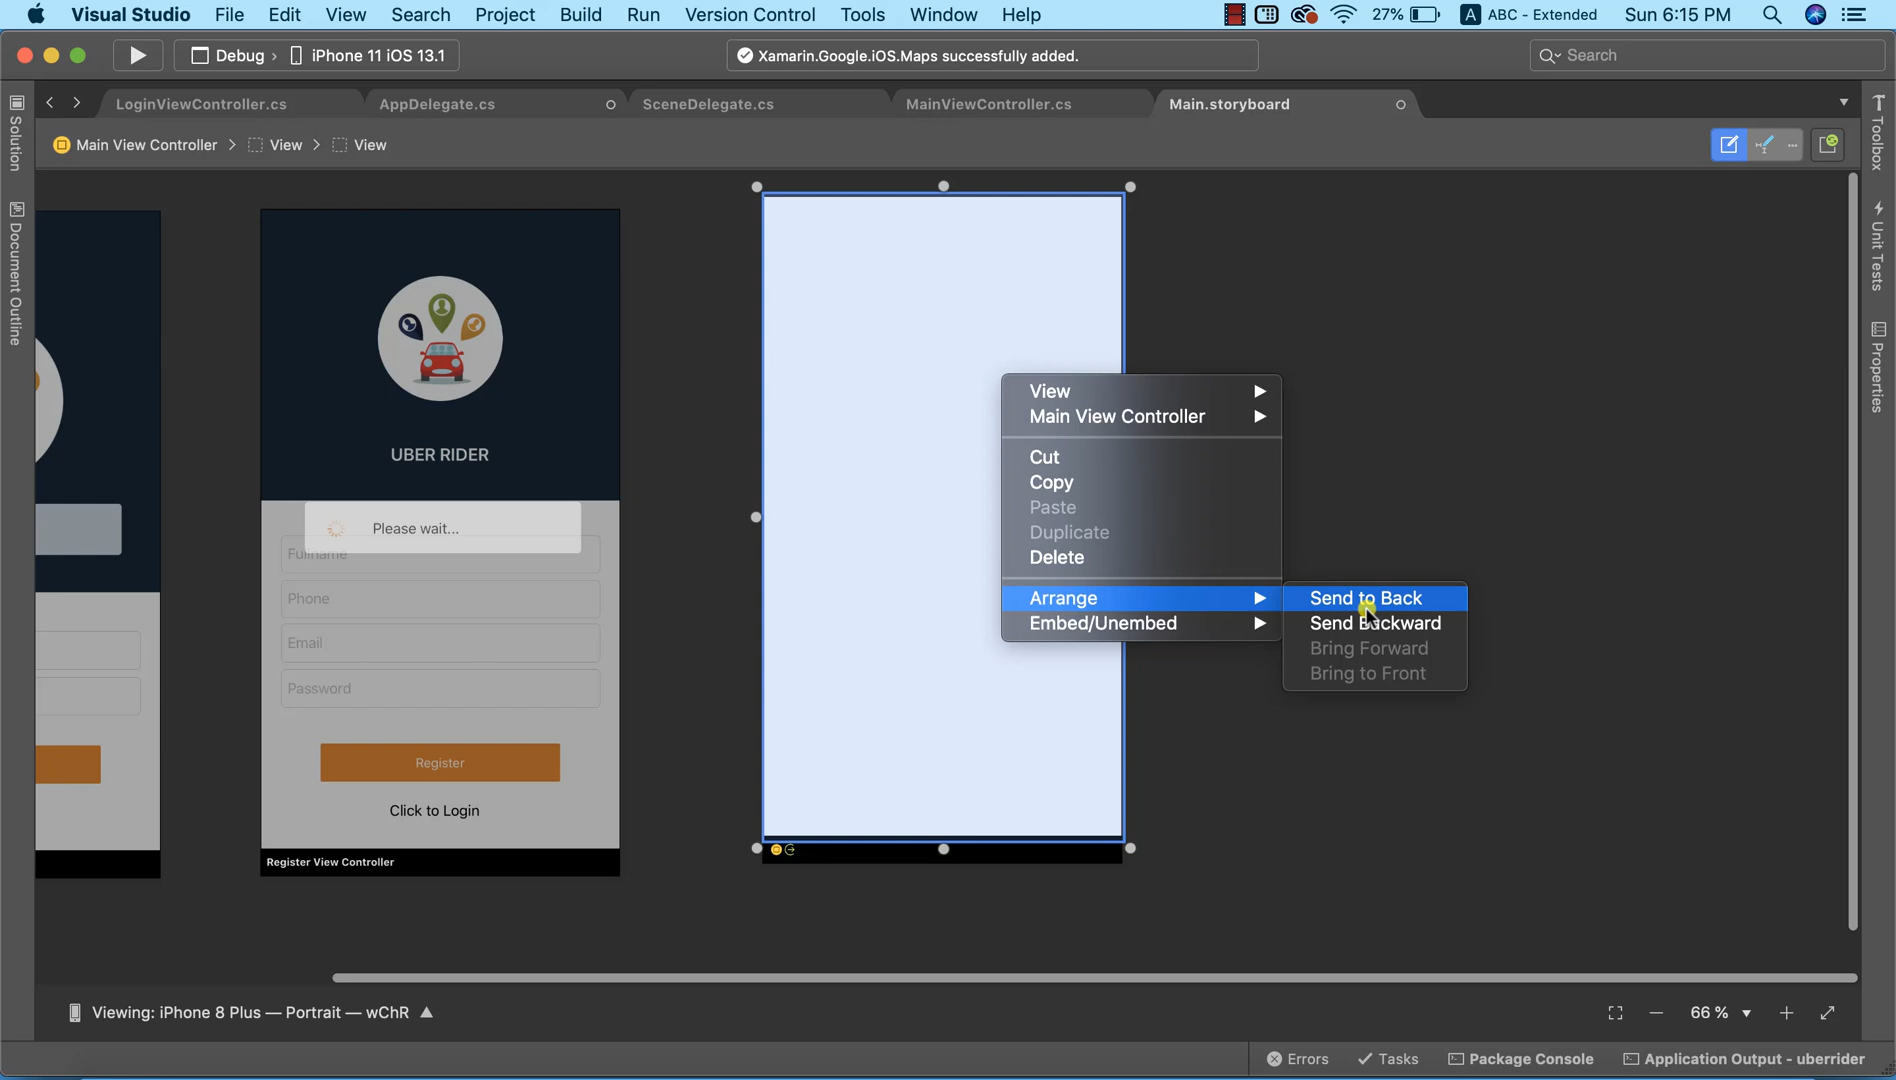 Visual Studio File Edit View Search Project Build Run Version Control Tools Window Help 27% A ABC - Extended Sun 6:15 PM
Debug › iPhone 11 iOS 13.1
Xamarin.Google.iOS.Maps successfully added.
Search
LoginViewController.cs AppDelegate.cs SceneDelegate.cs MainViewController.cs Main.storyboard
Main View Controller > View > View
Solution
Document Outline
Toolbox
Unit Tests
Properties
UBER RIDER
Please wait...
Fullname
Phone
Email
Password
Register
Click to Login
Register View Controller
View
Main View Controller
Cut
Copy
Paste
Duplicate
Delete
Arrange
Embed/Unembed
Send to Back
Send Backward
Bring Forward
Bring to Front
Viewing: iPhone 8 Plus — Portrait — wChR
66 %
Errors Tasks Package Console Application Output - uberrider